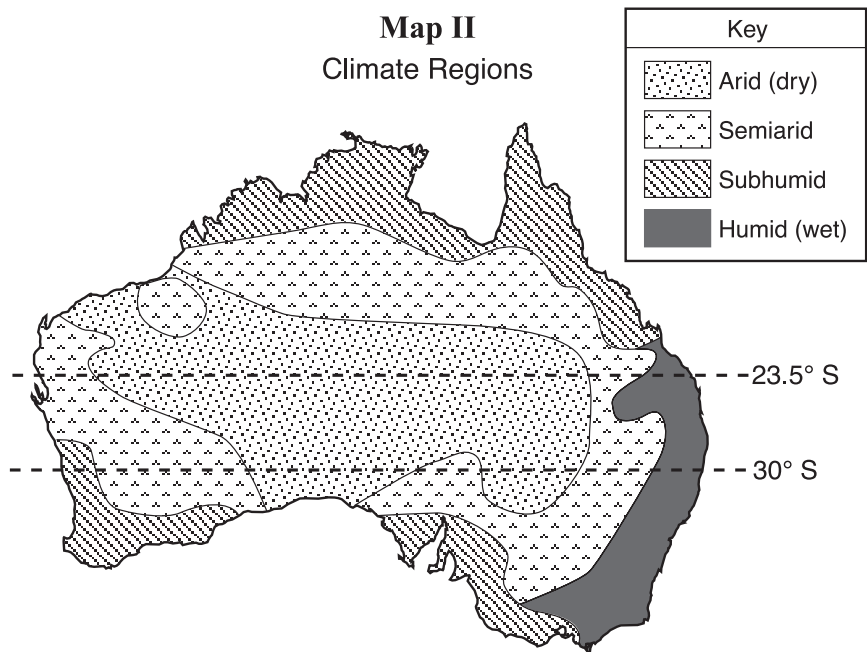 Map II
Climate Regions
Key
Arid (dry)
Semiarid
Subhumid
Humid (wet)
23.5° S
30° S